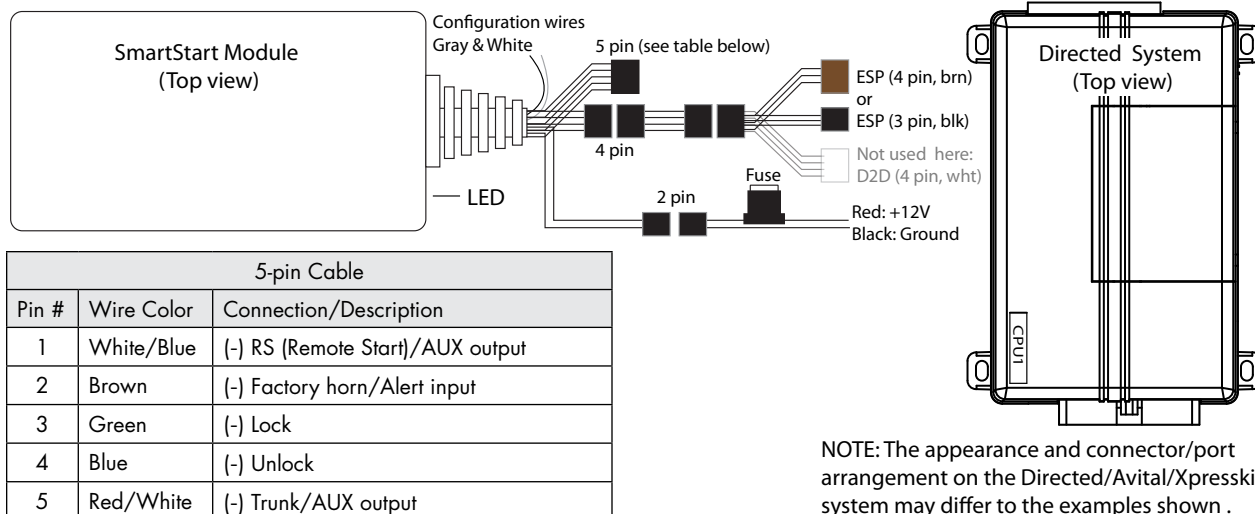 SmartStart Module
(Top view)
Configuration wires
Gray & White
5 pin (see table below)
4 pin
ESP (4 pin, brn)
or
ESP (3 pin, blk)
Not used here:
D2D (4 pin, wht)
LED
2 pin
Fuse
Red: +12V
Black: Ground
Directed System
(Top view)
CPU1
5-pin Cable
Pin # Wire Color Connection/Description
1 White/Blue (-) RS (Remote Start)/AUX output
2 Brown (-) Factory horn/Alert input
3 Green (-) Lock
4 Blue (-) Unlock
5 Red/White (-) Trunk/AUX output
NOTE: The appearance and connector/port
arrangement on the Directed/Avital/Xpresski
system may differ to the examples shown .